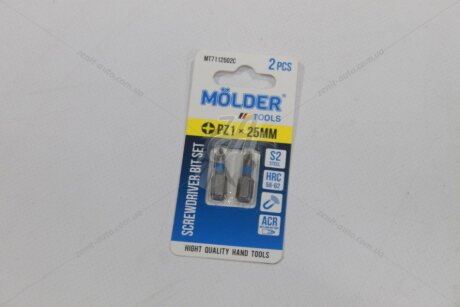 MT7112502C
2 PCS
MÖLDER
TOOLS
PZ1 × 25MM
SCREWDRIVER BIT SET
S2
STEEL
HRC
58-62
ACR
HIGHT QUALITY HAND TOOLS